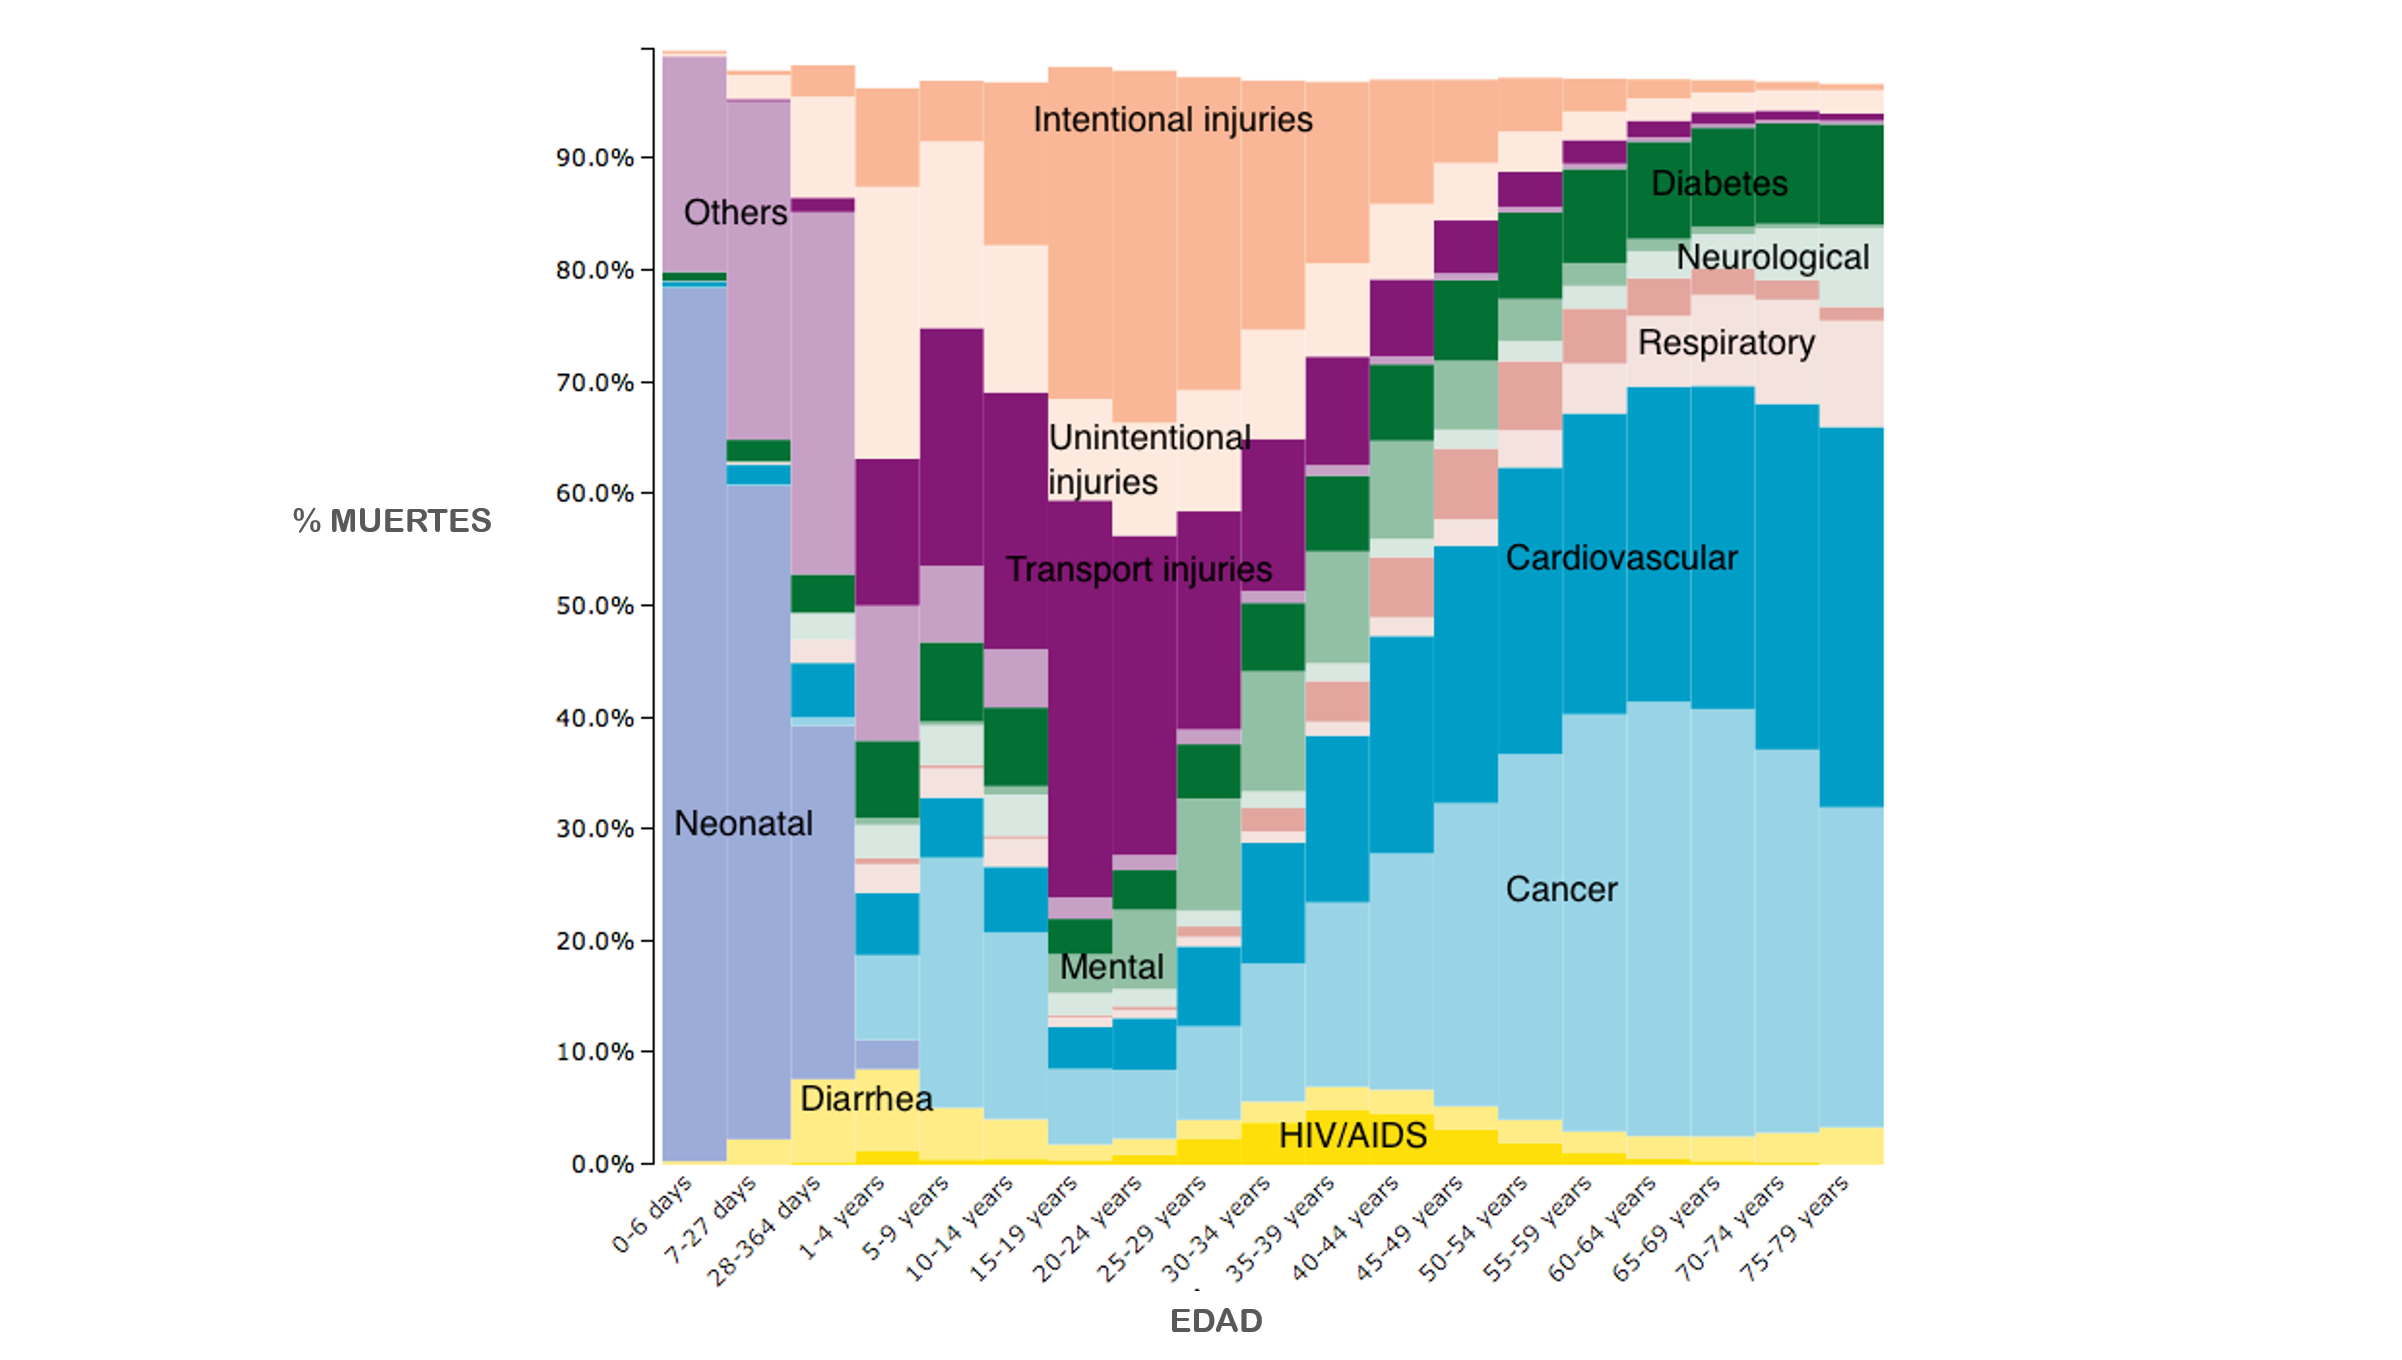 Intentional injuries
90.0%
Diabetes
Others
Neurological
80.0%
Respiratory
70.0%
Unintentional
injuries
60.0%
% MUERTES
Cardiovascular
Transport injuries
50.0%
40.0%
Neonatal
30.0%
Cancer
20.0%
Mental
Diarrhea
10.0%
HIV/AIDS
0.0%
0-6 days
7-27 days
28-364 days
1-4 years
5-9 years
10-14 years
15-19 years
20-24 years
25-29 years
30-34 years
35-39 years
40-44 years
45-49 years
50-54 years
55-59 years
60-64 years
65-69 years
70-74 years
75-79 years
EDAD